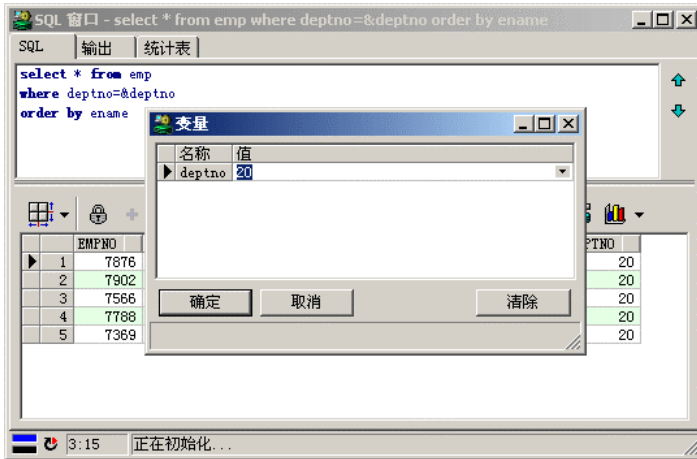 SQL 窗口 - select * from emp where deptno=&deptno order by ename
SQL 输出 统计表
select * from emp
where deptno=&deptno
order by ename
变量
名称 值
deptno 20
确定 取消 清除
EMPNO PTNO
1 7876 20
2 7902 20
3 7566 20
4 7788 20
5 7369 20
3:15 正在初始化...